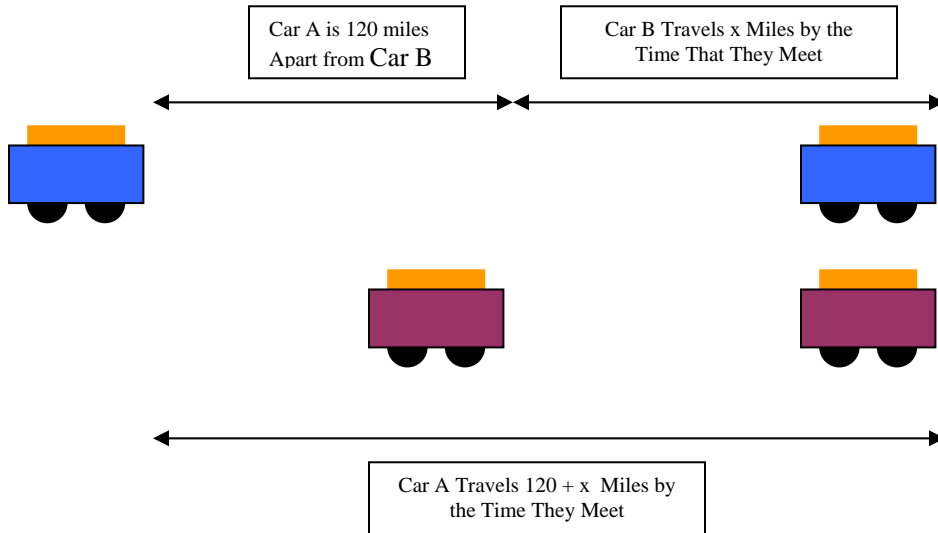 Car A is 120 miles
Apart from Car B
Car B Travels x Miles by the
Time That They Meet
Car A Travels 120 + x  Miles by
the Time They Meet